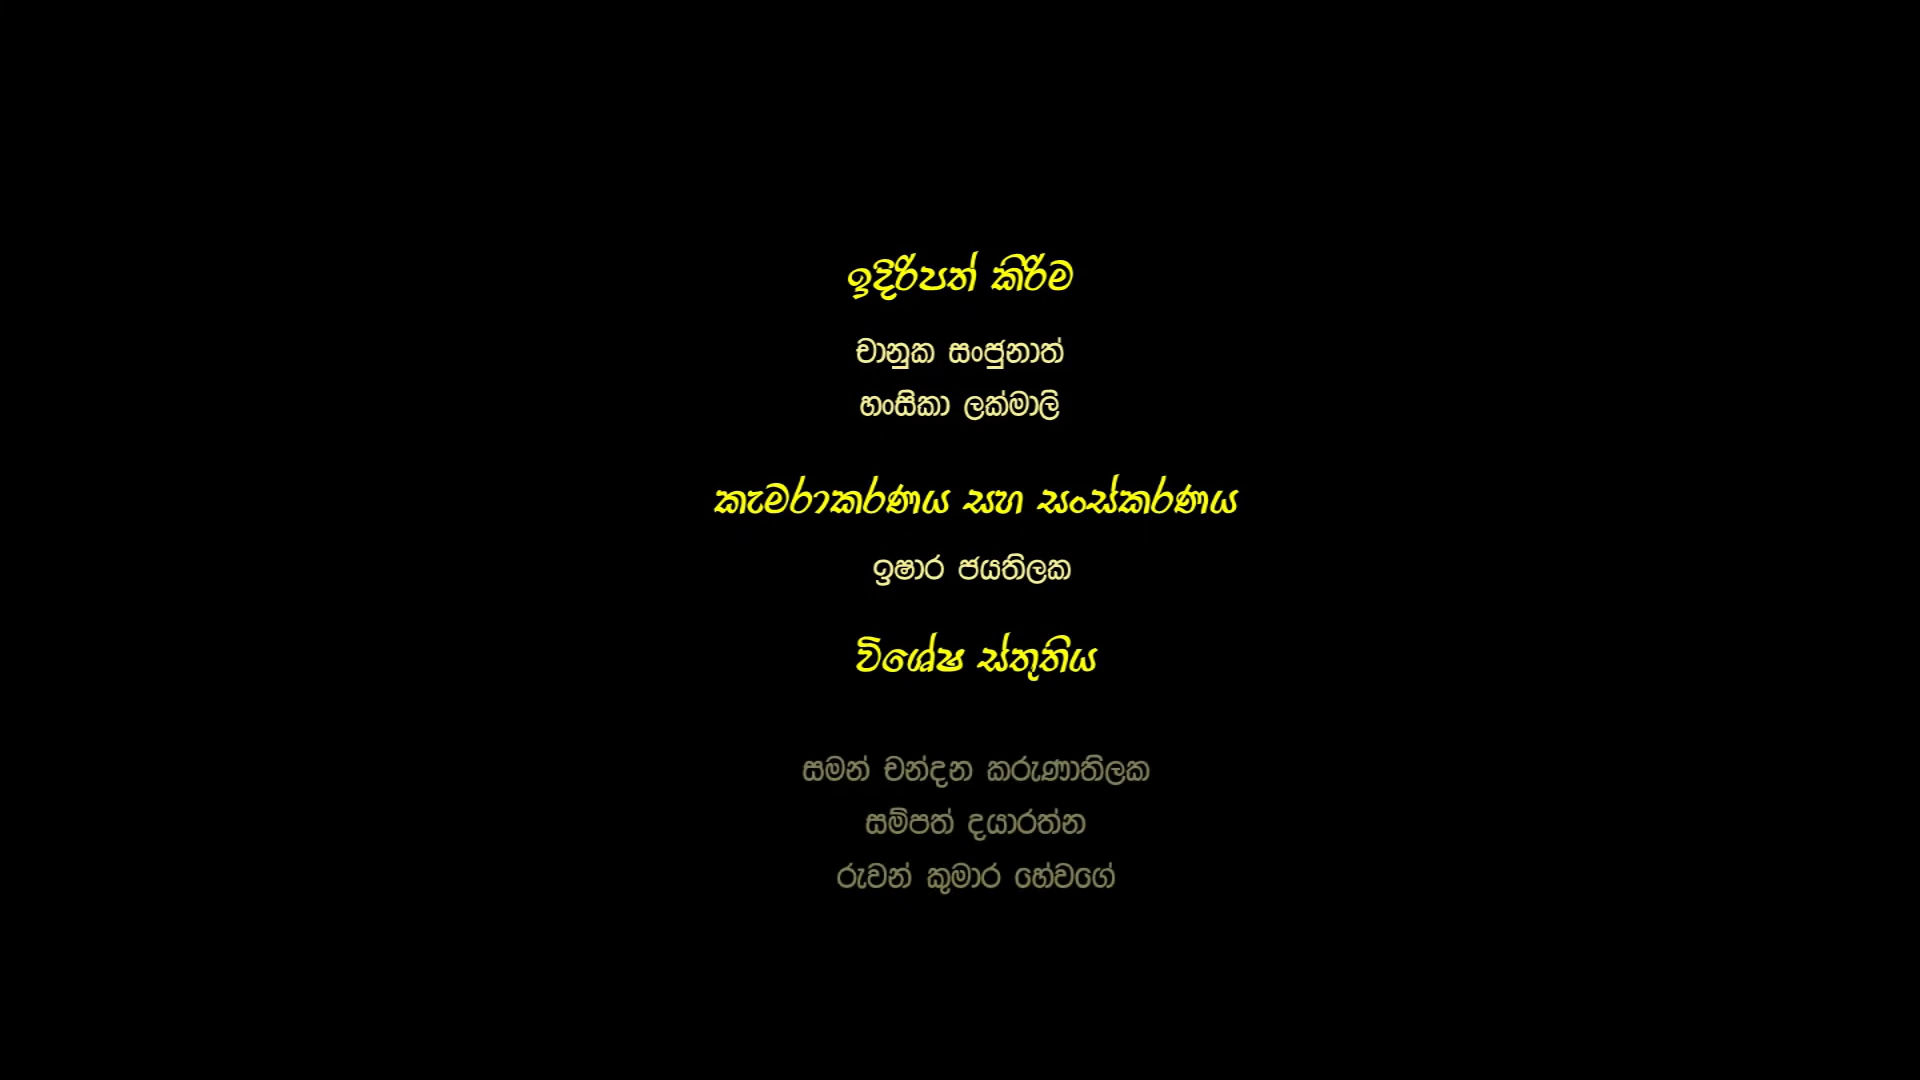 ඉදිරිපත් කිරීම
චානුක සංජුනාත්
හංසිකා ලක්මාලි
කැමරාකරණය සහ සංස්කරණය
ඉෂාර ජයතිලක
විශේෂ ස්තුතිය
සමන් චන්දන කරුණාතිලක
සම්පත් දයාරත්න
රුවන් කුමාර හේවගේ